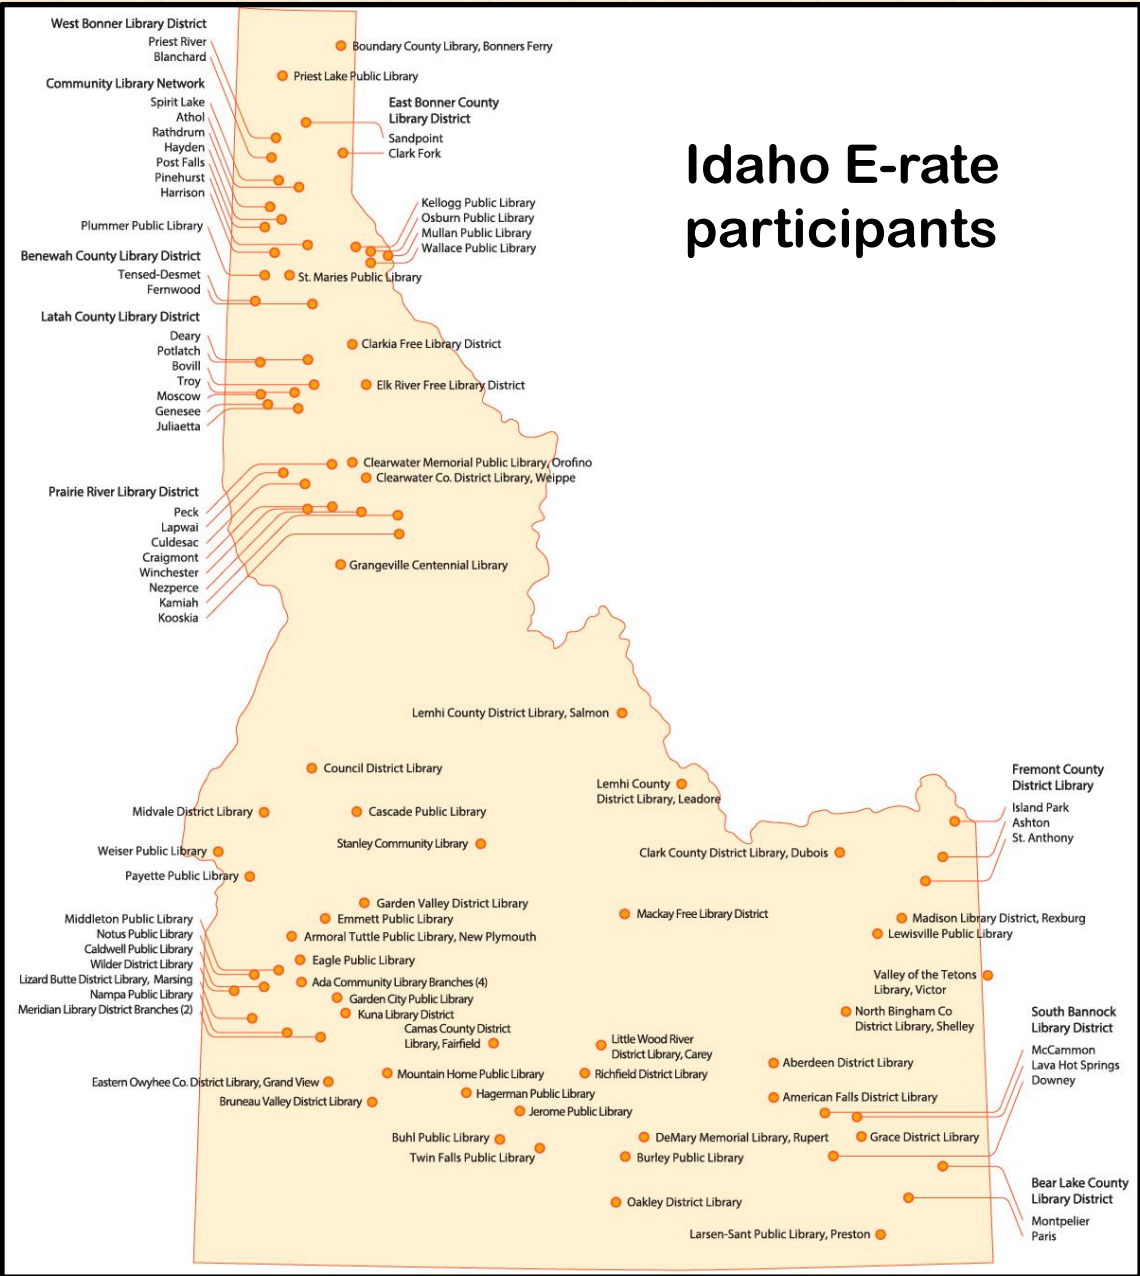 Idaho E-rate
participants
West Bonner Library District
Priest River
Blanchard
Community Library Network
Spirit Lake
Athol
Rathdrum
Hayden
Post Falls
Pinehurst
Harrison
Plummer Public Library
Benewah County Library District
Tensed-Desmet
Fernwood
Latah County Library District
Deary
Potlatch
Bovill
Troy
Moscow
Genesee
Juliaetta
Prairie River Library District
Peck
Lapwai
Culdesac
Craigmont
Winchester
Nezperce
Kamiah
Kooskia
Boundary County Library, Bonners Ferry
Priest Lake Public Library
East Bonner County
Library District
Sandpoint
Clark Fork
Kellogg Public Library
Osburn Public Library
Mullan Public Library
Wallace Public Library
St. Maries Public Library
Clarkia Free Library District
Elk River Free Library District
Clearwater Memorial Public Library, Orofino
Clearwater Co. District Library, Weippe
Grangeville Centennial Library
Lemhi County District Library, Salmon
Council District Library
Lemhi County
District Library, Leadore
Fremont County
District Library
Island Park
Ashton
St. Anthony
Midvale District Library
Cascade Public Library
Stanley Community Library
Weiser Public Library
Clark County District Library, Dubois
Payette Public Library
Garden Valley District Library
Emmett Public Library
Mackay Free Library District
Madison Library District, Rexburg
Lewisville Public Library
Armoral Tuttle Public Library, New Plymouth
Middleton Public Library
Notus Public Library
Caldwell Public Library
Wilder District Library
Lizard Butte District Library, Marsing
Nampa Public Library
Meridian Library District Branches (2)
Eagle Public Library
Ada Community Library Branches (4)
Garden City Public Library
Kuna Library District
Valley of the Tetons
Library, Victor
North Bingham Co
District Library, Shelley
South Bannock
Library District
McCammon
Lava Hot Springs
Downey
Camas County District
Library, Fairfield
Little Wood River
District Library, Carey
Aberdeen District Library
Mountain Home Public Library
Richfield District Library
Eastern Owyhee Co. District Library, Grand View
Bruneau Valley District Library
Hagerman Public Library
American Falls District Library
Jerome Public Library
Buhl Public Library
Twin Falls Public Library
DeMary Memorial Library, Rupert
Grace District Library
Burley Public Library
Bear Lake County
Library District
Montpelier
Paris
Oakley District Library
Larsen-Sant Public Library, Preston